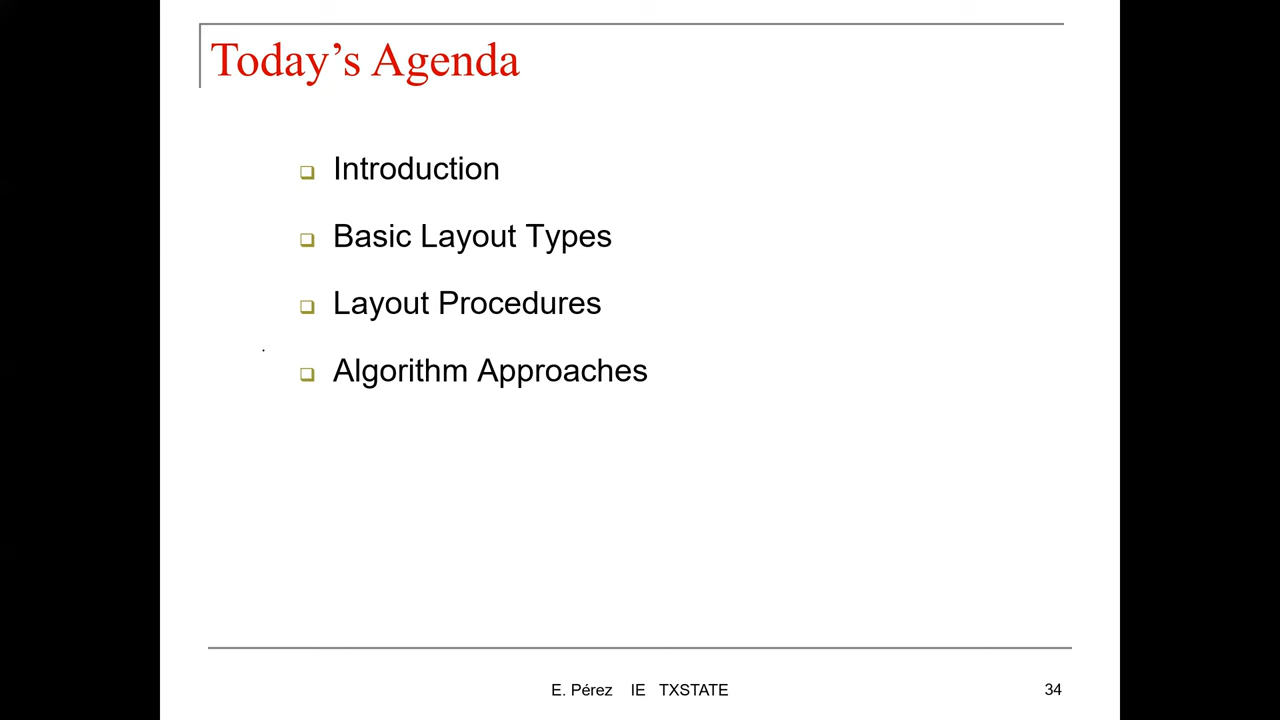 Today’s Agenda
Introduction
Basic Layout Types
Layout Procedures
Algorithm Approaches
E. Pérez IE TXSTATE
34